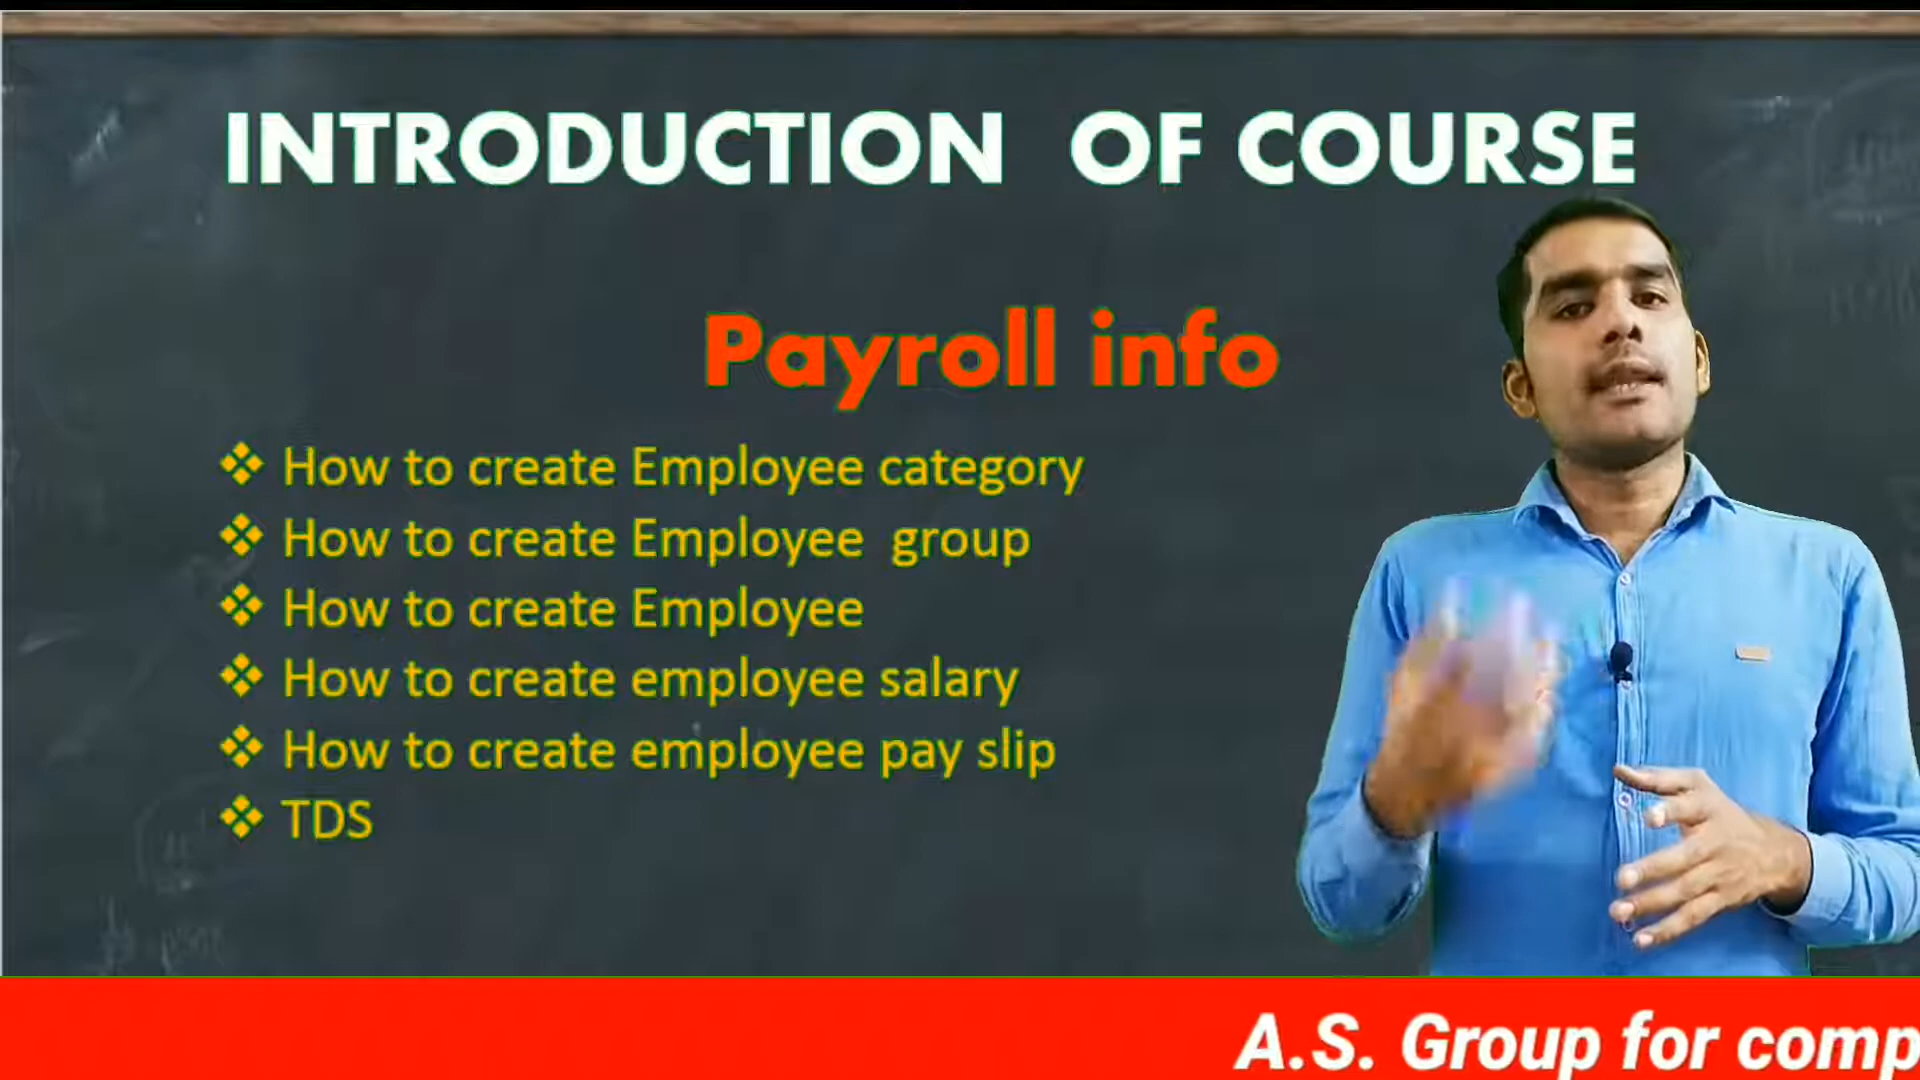 INTRODUCTION OF COURSE
Payroll info
How to create Employee category
How to create Employee group
How to create Employee
How to create employee salary
How to create employee pay slip
TDS
A.S. Group for comp